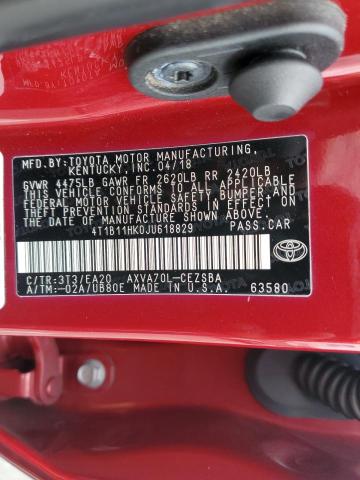 MFD. BY: TOYOTA MOTOR MANUFACTURING,
KENTUCKY, INC. 04/18
GVWR 4475LB GAWR FR 2620LB RR 2420LB
THIS VEHICLE CONFORMS TO ALL APPLICABLE
FEDERAL MOTOR VEHICLE SAFETY, BUMPER AND
THEFT PREVENTION STANDARDS IN EFFECT ON
THE DATE OF MANUFACTURE SHOWN ABOVE.
4T1B11HK0JU618829 PASS.CAR
C/TR:3T3/EA20 AXVA70L-CEZSBA
A/TM:-02A/UB80E MADE IN U.S.A. 63580
TOYOTA